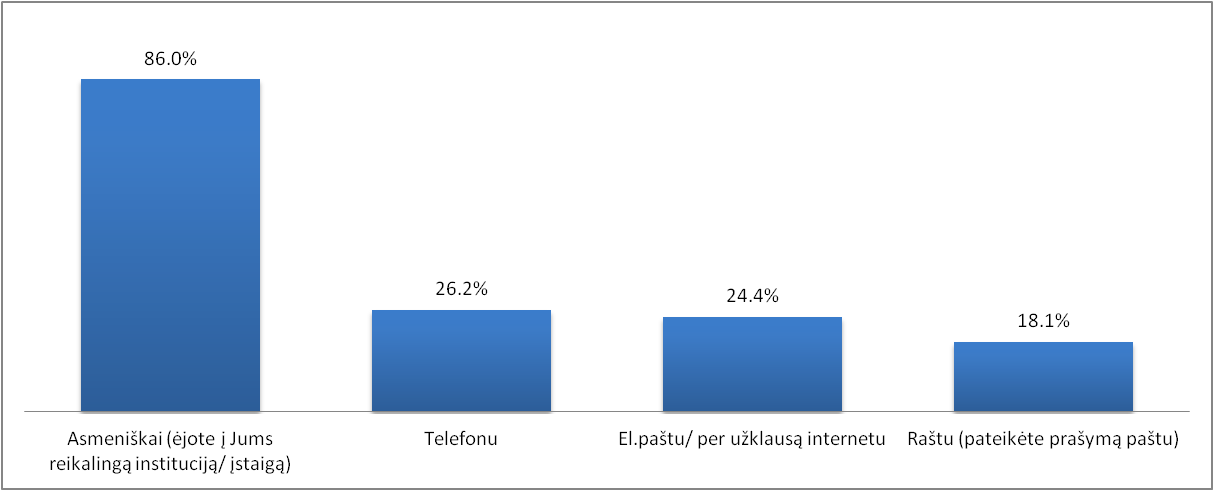 86.0%
26.2%
24.4%
18.1%
Asmeniškai (ėjote į Jums
reikalingą instituciją/ įstaigą)
Telefonu
El.paštu/ per užklausą internetu
Raštu (pateikėte prašymą paštu)